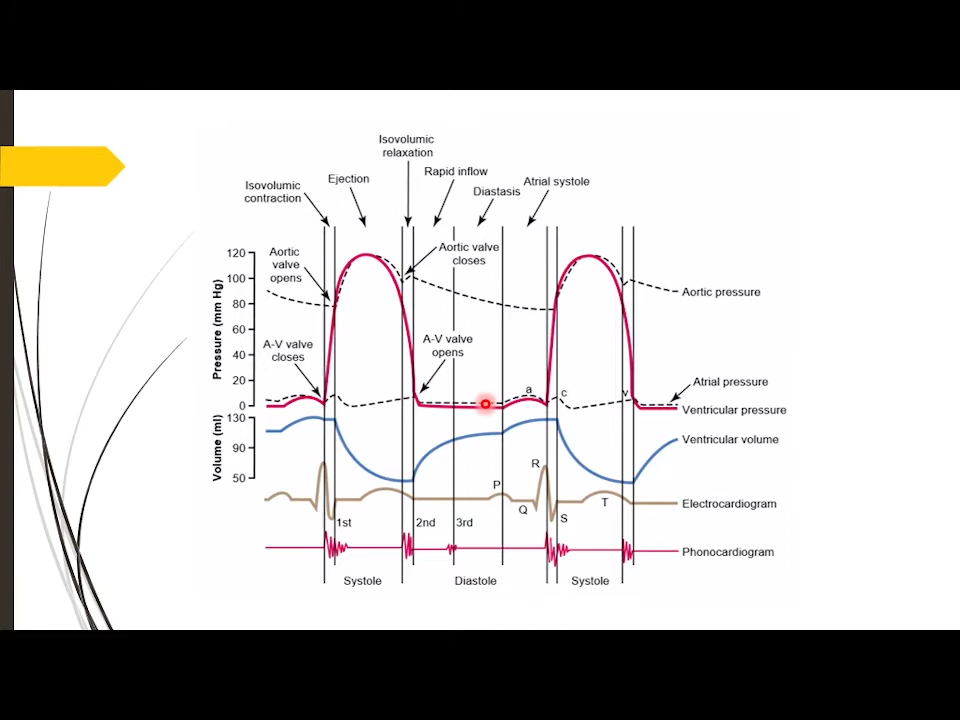 Isovolumic
relaxation
Ejection
Rapid inflow
Isovolumic
contraction
Diastasis
Atrial systole
Aortic
valve
opens
Aortic valve
closes
A-V valve
closes
A-V valve
opens
Pressure (mm Hg)
120
100
80
60
40
20
0
a
c
v
Aortic pressure
Atrial pressure
Ventricular pressure
Volume (ml)
130
90
50
Ventricular volume
R
P
Q
S
T
Electrocardiogram
1st
2nd
3rd
Phonocardiogram
Systole
Diastole
Systole